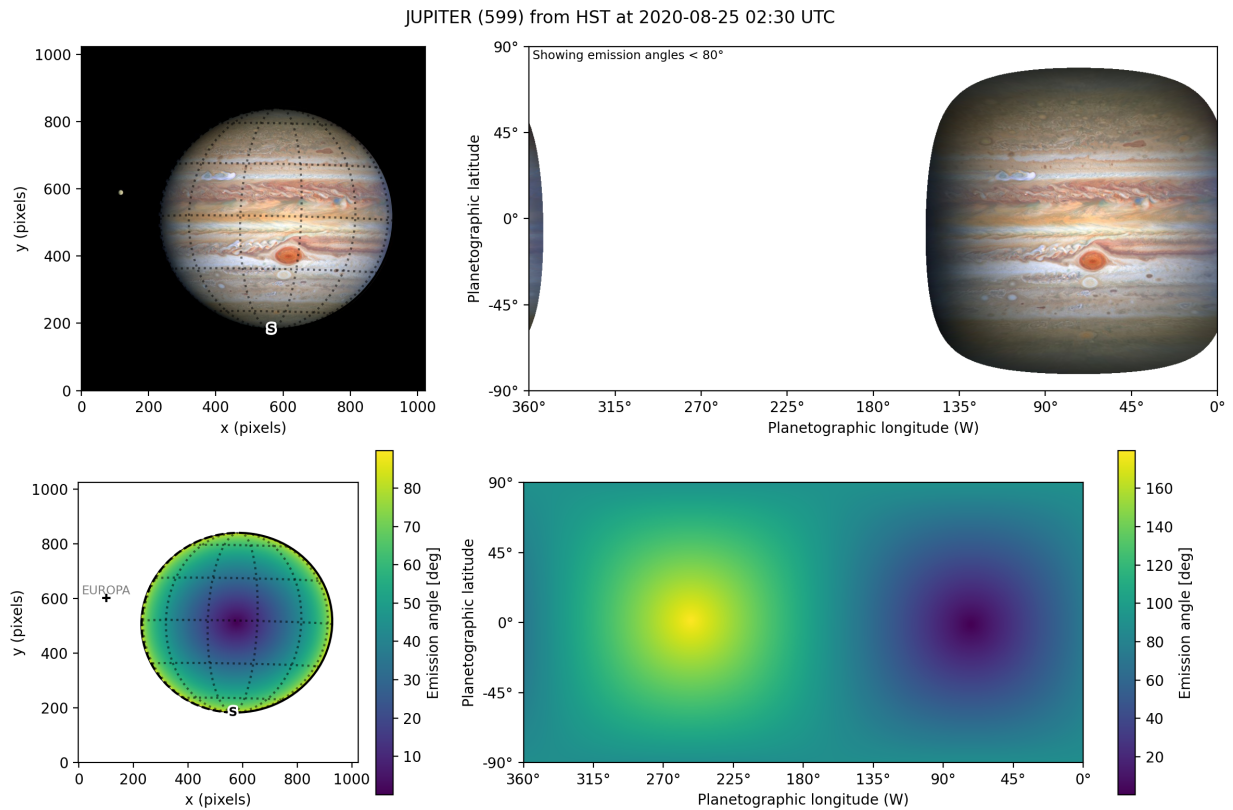 JUPITER (599) from HST at 2020-08-25 02:30 UTC
1000
800
600
400
200
0
y (pixels)
0 200 400 600 800 1000
x (pixels)
S
Showing emission angles < 80°
90°
45°
0°
-45°
-90°
Planetographic latitude
360° 315° 270° 225° 180° 135° 90° 45° 0°
Planetographic longitude (W)
1000
800
600
400
200
0
y (pixels)
EUROPA
S
0 200 400 600 800 1000
x (pixels)
80
70
60
50
40
30
20
10
Emission angle [deg]
90°
45°
0°
-45°
-90°
Planetographic latitude
360° 315° 270° 225° 180° 135° 90° 45° 0°
Planetographic longitude (W)
160
140
120
100
80
60
40
20
Emission angle [deg]